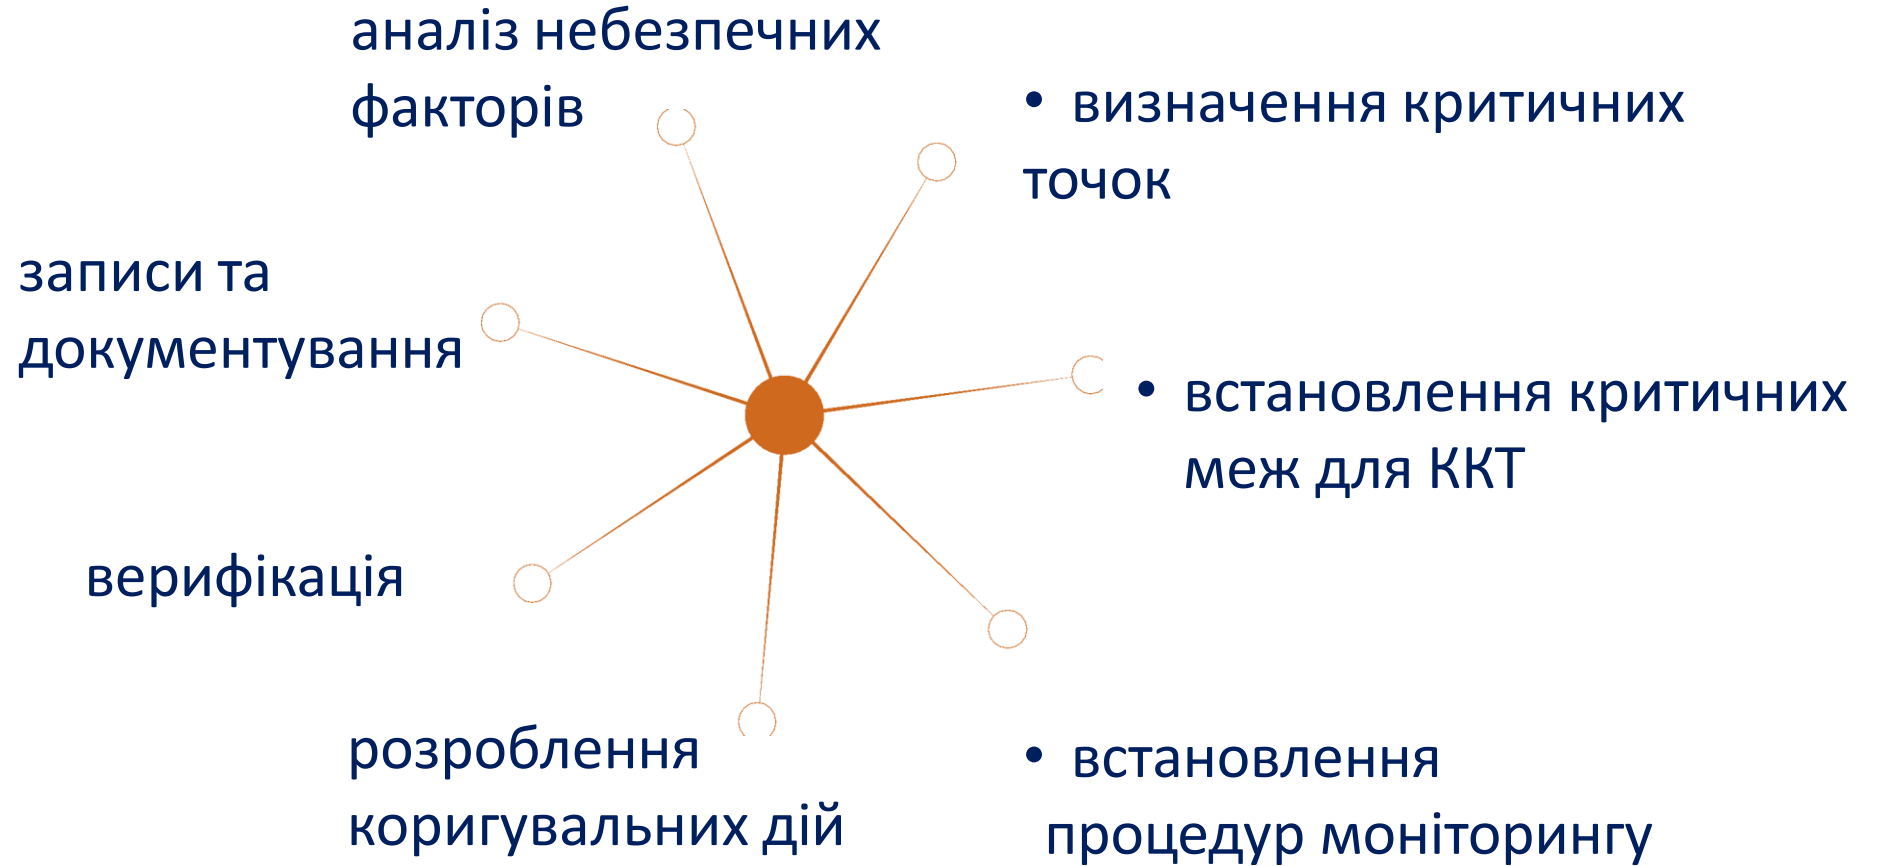 аналіз небезпечних
факторів
• визначення критичних
точок
• встановлення критичних
меж для ККТ
• встановлення
процедур моніторингу
розроблення
коригувальних дій
верифікація
записи та
документування